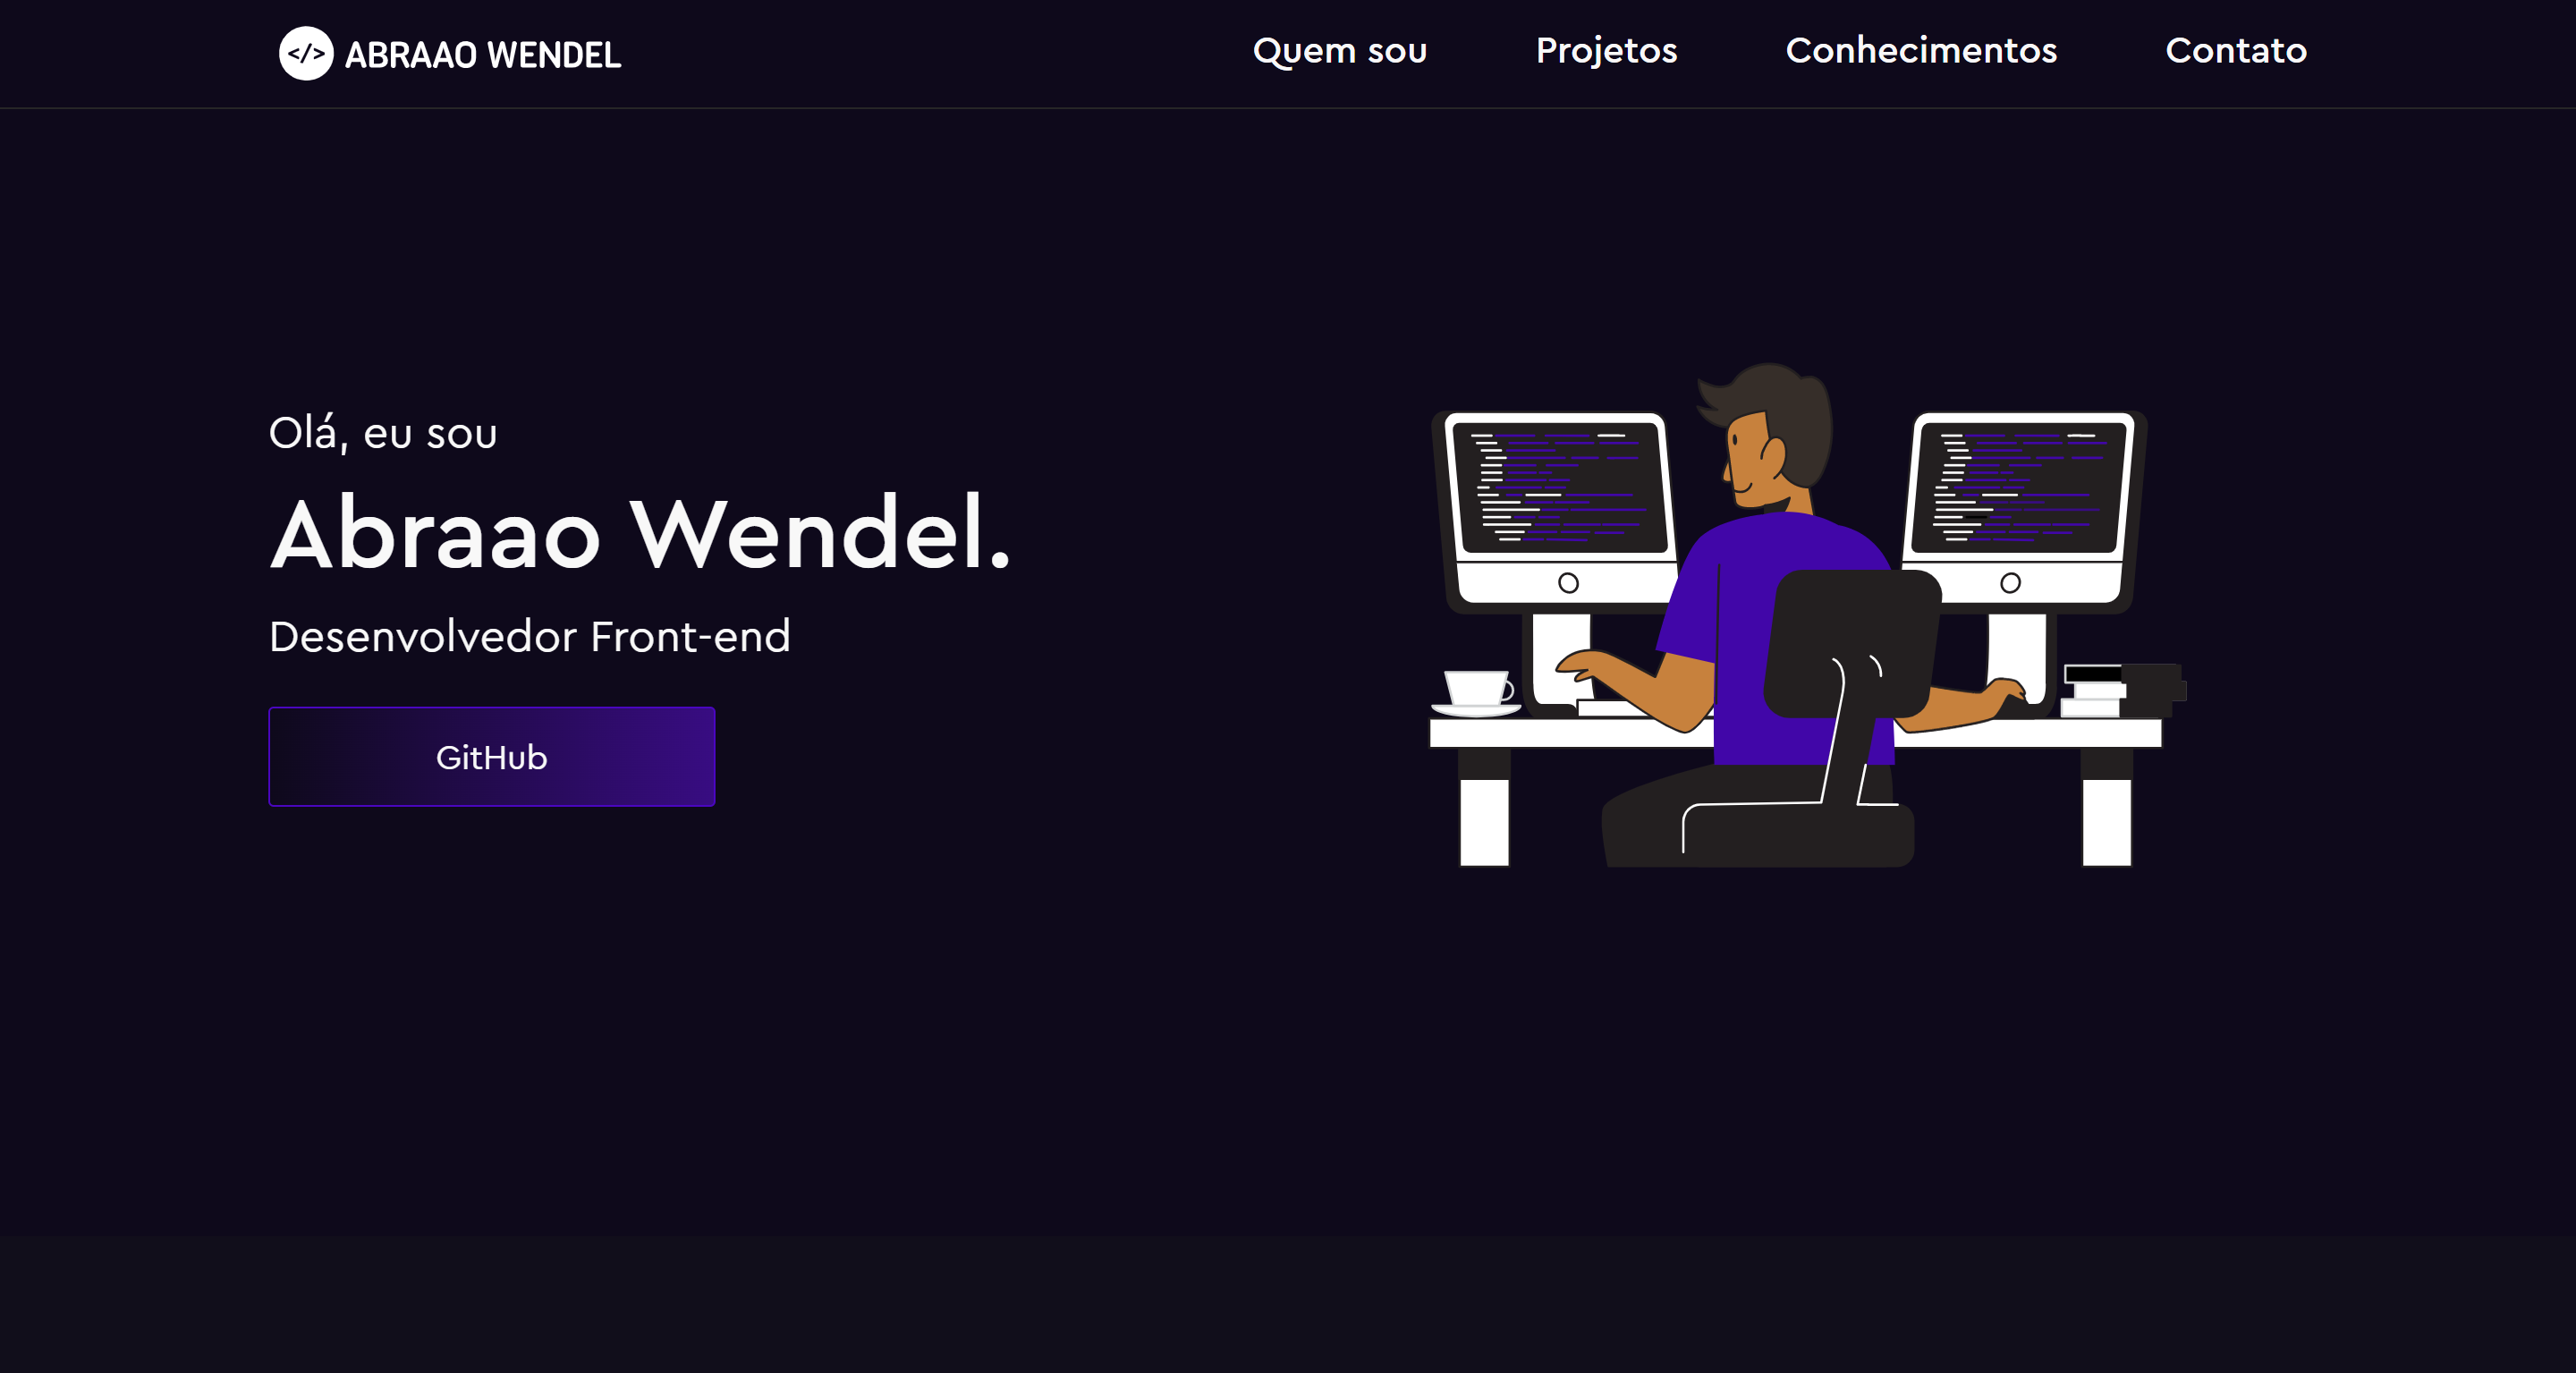 </> ABRAAO WENDEL
Quem sou Projetos Conhecimentos Contato
Olá, eu sou
Abraao Wendel.
Desenvolvedor Front-end
GitHub